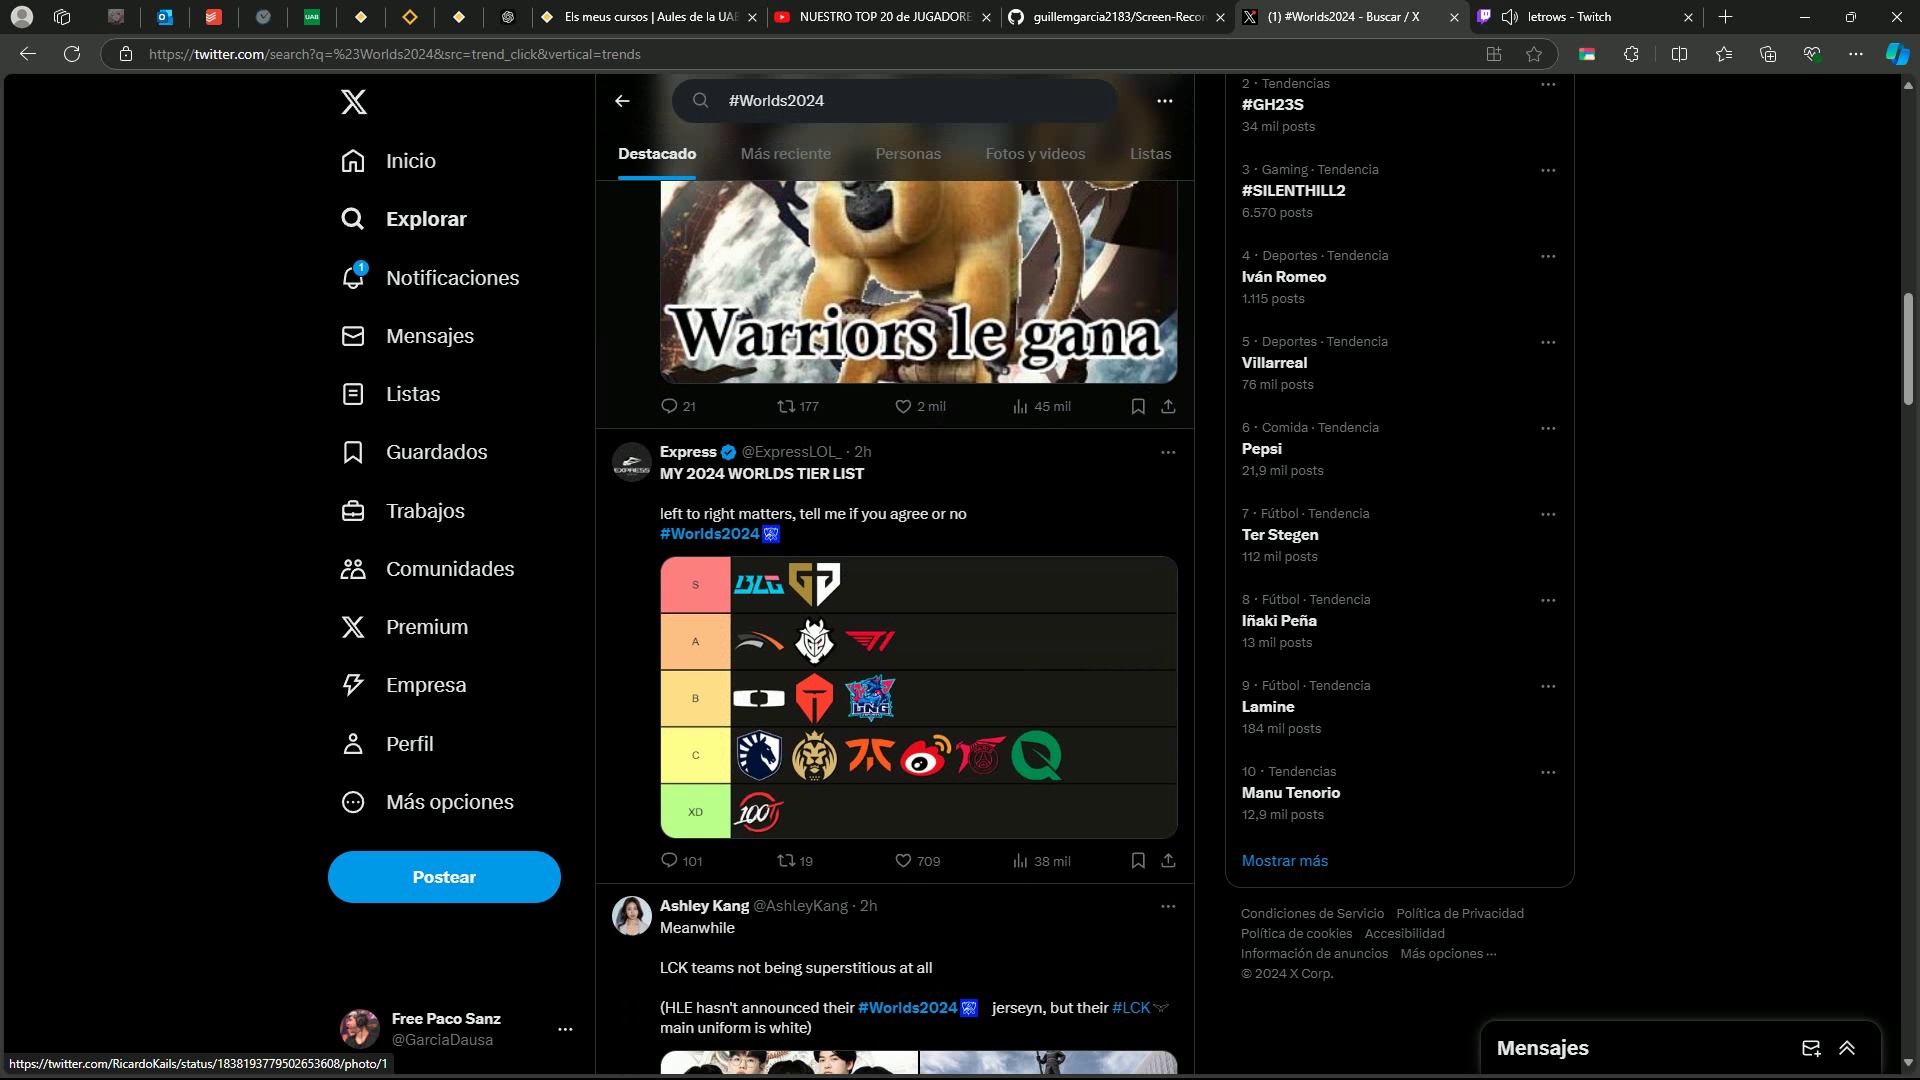 Els meus cursos | Aules de la UAB
NUESTRO TOP 20 de JUGADORE
guillemgarcia2183/Screen-Recor
(1) #Worlds2024 - Buscar / X
letrows - Twitch
https://twitter.com/search?q=%23Worlds2024&src=trend_click&vertical=trends
Inicio
Explorar
1
Notificaciones
Mensajes
Listas
Guardados
Trabajos
Comunidades
Premium
Empresa
Perfil
Más opciones
Postear
Free Paco Sanz
@GarciaDausa
https://twitter.com/RicardoKails/status/1838193779502653608/photo/1
#Worlds2024
Destacado Más reciente Personas Fotos y videos Listas
Warriors le gana
21 177 2 mil 45 mil
Express @ExpressLOL_ · 2h
MY 2024 WORLDS TIER LIST
left to right matters, tell me if you agree or no
#Worlds2024
S BLG
A
B LNG
C
XD 100T
101 19 709 38 mil
Ashley Kang @AshleyKang · 2h
Meanwhile
LCK teams not being superstitious at all
(HLE hasn't announced their #Worlds2024 jerseyn, but their #LCK
main uniform is white)
2 · Tendencias
#GH23S
34 mil posts
3 · Gaming · Tendencia
#SILENTHILL2
6.570 posts
4 · Deportes · Tendencia
Iván Romeo
1.115 posts
5 · Deportes · Tendencia
Villarreal
76 mil posts
6 · Comida · Tendencia
Pepsi
21,9 mil posts
7 · Fútbol · Tendencia
Ter Stegen
112 mil posts
8 · Fútbol · Tendencia
Iñaki Peña
13 mil posts
9 · Fútbol · Tendencia
Lamine
184 mil posts
10 · Tendencias
Manu Tenorio
12,9 mil posts
Mostrar más
Condiciones de Servicio Política de Privacidad
Política de cookies Accesibilidad
Información de anuncios Más opciones ···
© 2024 X Corp.
Mensajes